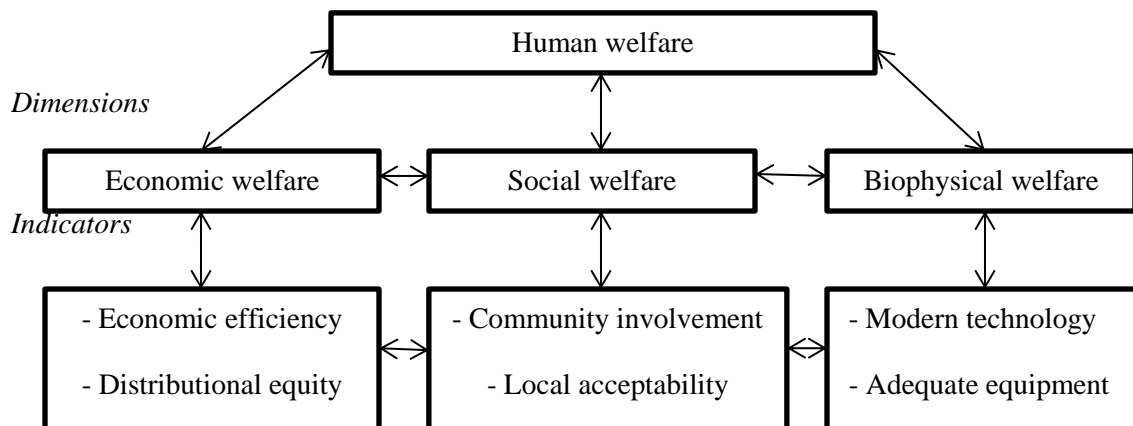 Human welfare
Dimensions
Economic welfare
Social welfare
Biophysical welfare
Indicators
- Economic efficiency
- Distributional equity
- Community involvement
- Local acceptability
- Modern technology
- Adequate equipment